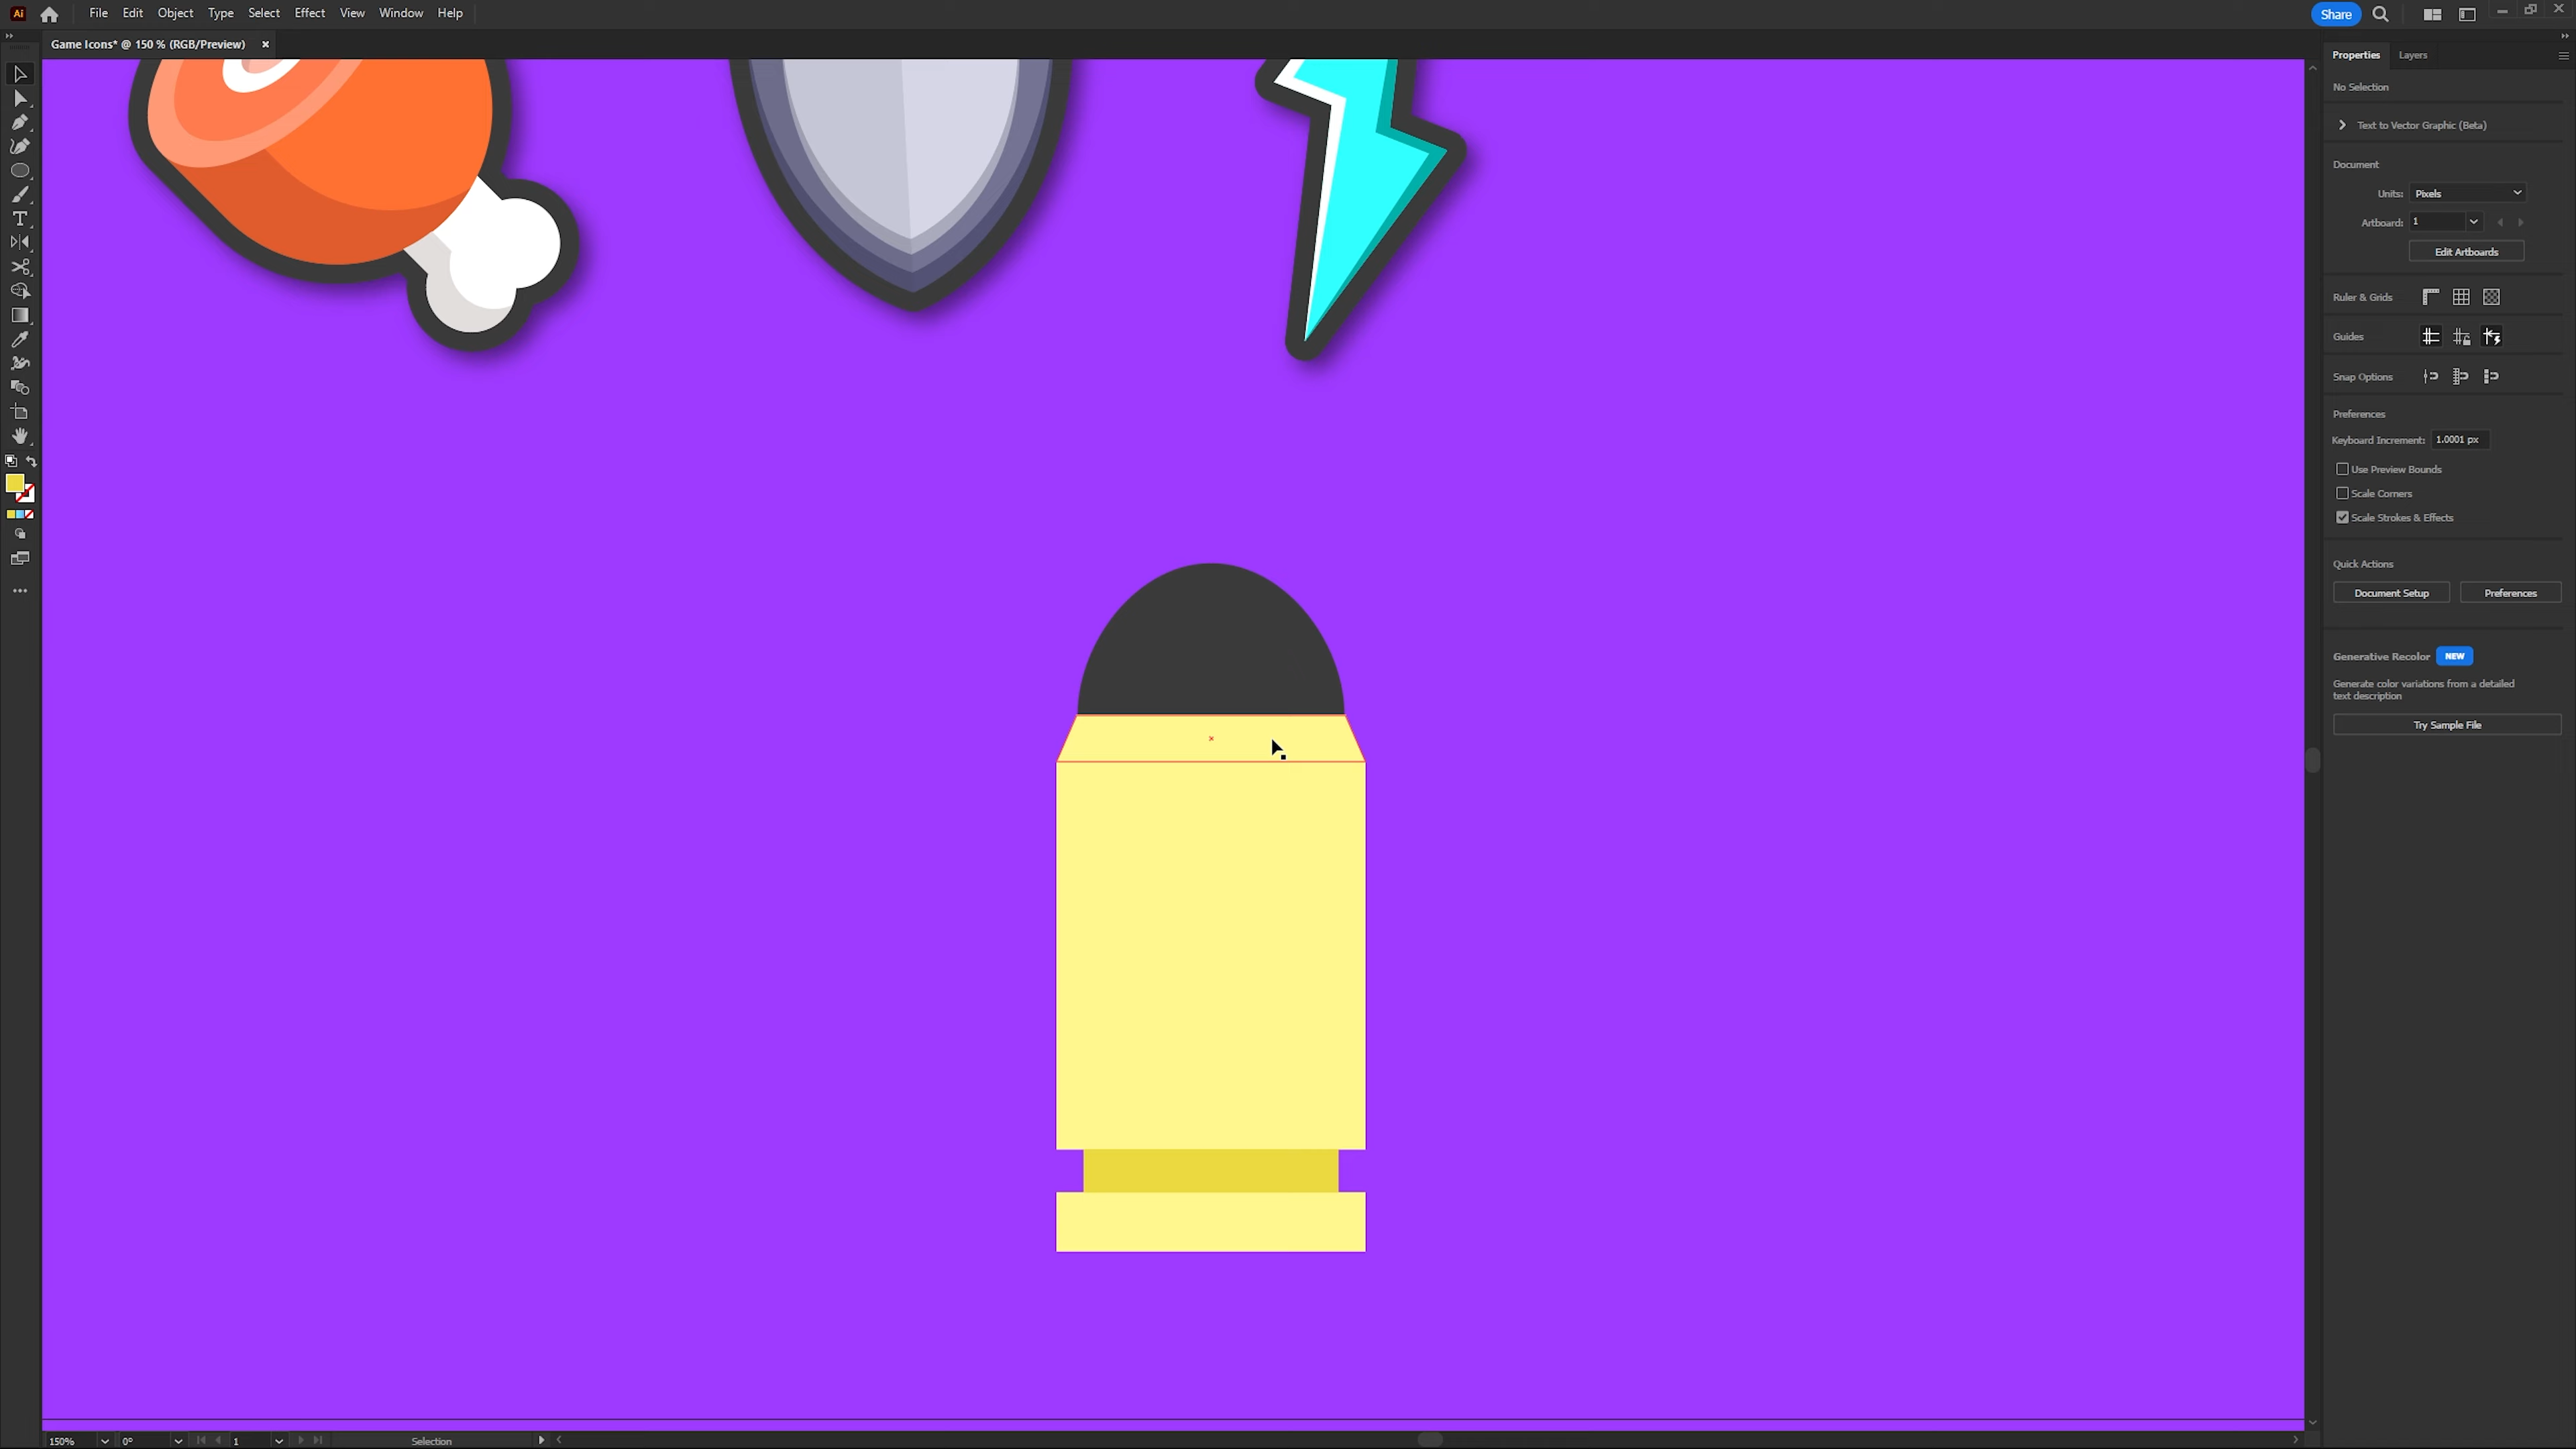 Ai File Edit Object Type Select Effect View Window Help Share
Game Icons* @ 150 % (RGB/Preview) ×
Properties Layers
No Selection
Text to Vector Graphic (Beta)
Document
Units: Pixels
Artboard: 1
Edit Artboards
Ruler & Grids
Guides
Snap Options
Preferences
Keyboard Increment: 1.0001 px
Use Preview Bounds
Scale Corners
Scale Strokes & Effects
Quick Actions
Document Setup Preferences
Generative Recolor NEW
Generate color variations from a detailed
text description
Try Sample File
150% 0° 1 Selection